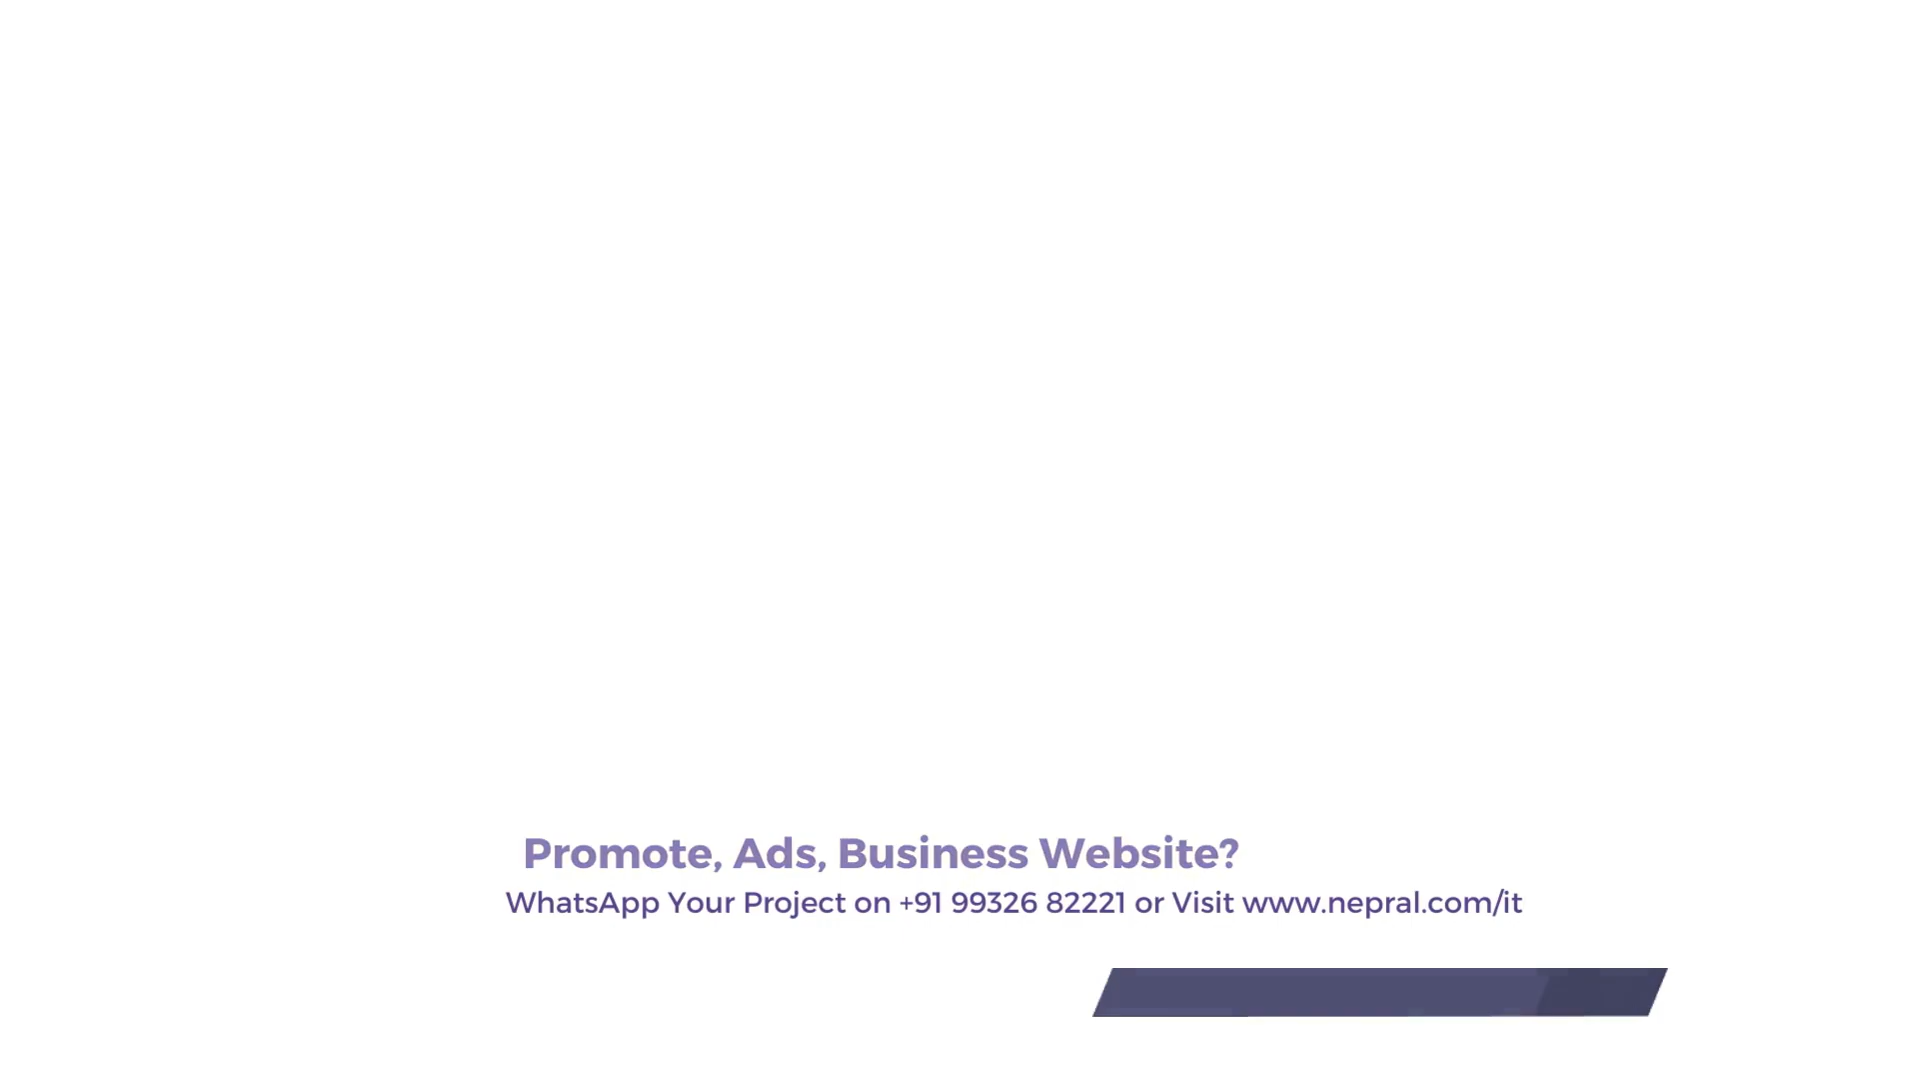 Promote, Ads, Business Website?
WhatsApp Your Project on +91 99326 82221 or Visit www.nepral.com/it